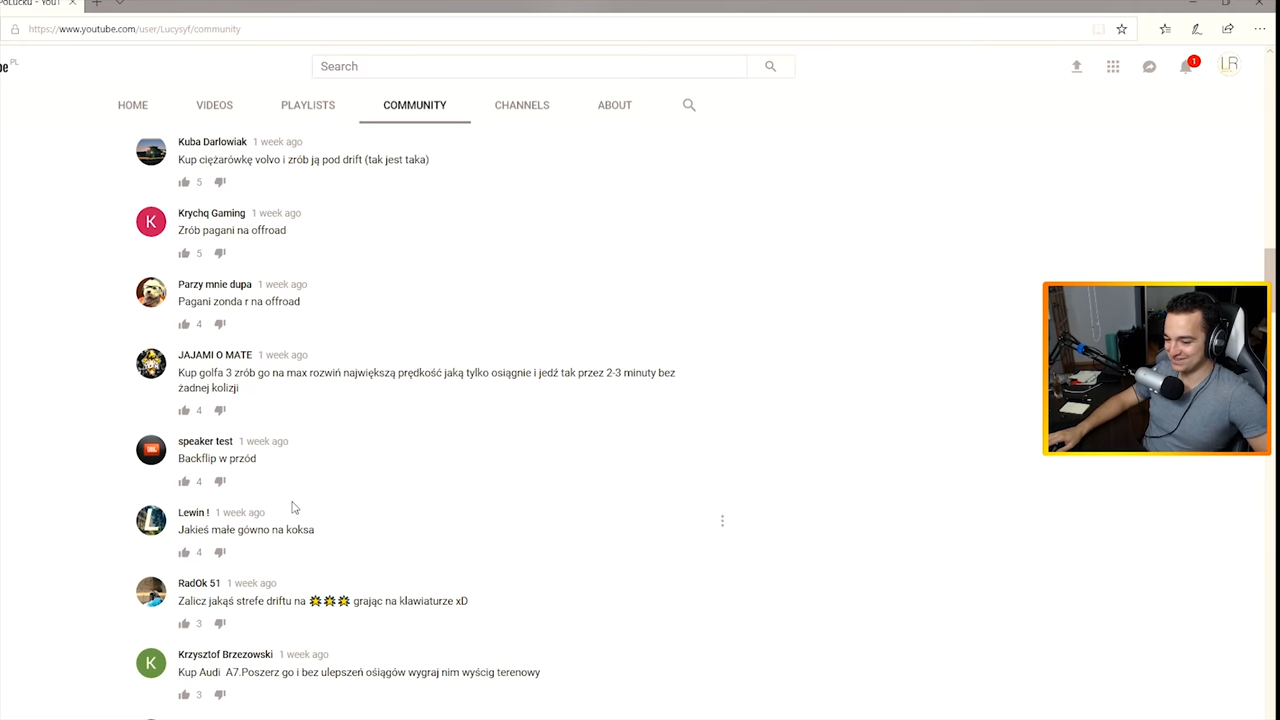 https://www.youtube.com/user/Lucysyf/community
PL
Search
1
LR
HOME
VIDEOS
PLAYLISTS
COMMUNITY
CHANNELS
ABOUT
Kuba Darlowiak 1 week ago
Kup ciężarówkę volvo i zrób ją pod drift (tak jest taka)
5
K
Krychq Gaming 1 week ago
Zrób pagani na offroad
5
Parzy mnie dupa 1 week ago
Pagani zonda r na offroad
4
JAJAMI O MATE 1 week ago
Kup golfa 3 zrób go na max rozwiń największą prędkość jaką tylko osiągnie i jedź tak przez 2-3 minuty bez
żadnej kolizji
4
JBL
speaker test 1 week ago
Backflip w przód
4
L
Lewin ! 1 week ago
Jakieś małe gówno na koksa
4
RadOk 51 1 week ago
Zalicz jakąś strefe driftu na 💥💥💥 grając na klawiaturze xD
3
K
Krzysztof Brzezowski 1 week ago
Kup Audi A7.Poszerz go i bez ulepszeń ośiągów wygraj nim wyścig terenowy
3